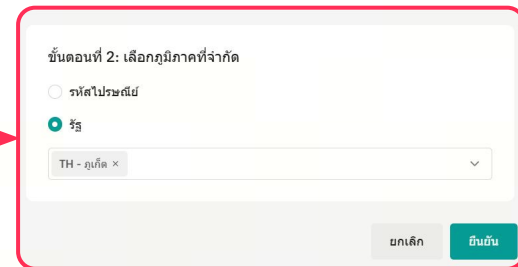 ขั้นตอนที่ 2: เลือกภูมิภาคที่จำกัด
รหัสไปรษณีย์
รัฐ
TH - ภูเก็ต ×
ยกเลิก ยืนยัน